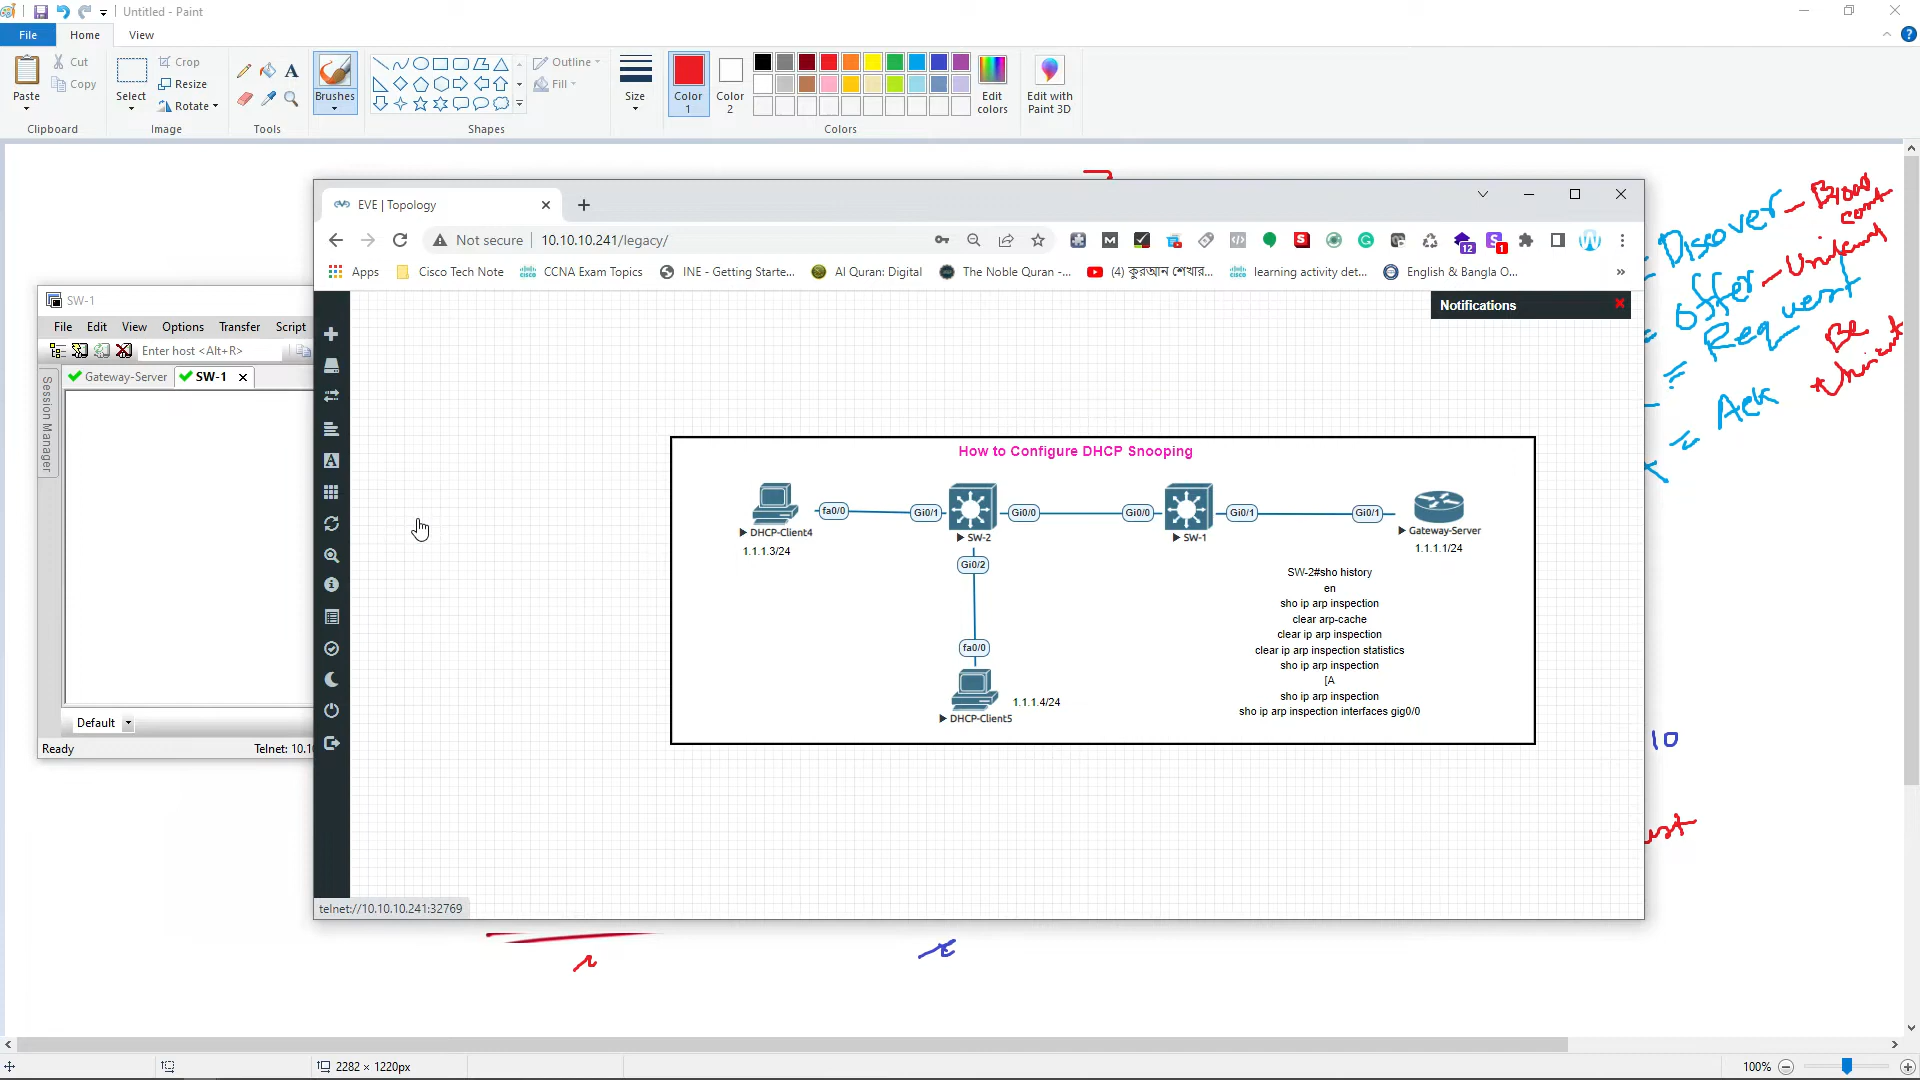 Untitled - Paint
File
Home
View
Paste
Cut
Copy
Clipboard
Select
Crop
Resize
Rotate
Image
Tools
Brushes
Shapes
Outline
Fill
Size
Color
1
Color
2
Colors
Edit
colors
Edit with
Paint 3D
EVE | Topology
Not secure
10.10.10.241/legacy/
12
1
Apps
Cisco Tech Note
CCNA Exam Topics
INE - Getting Starte...
Al Quran: Digital
The Noble Quran -...
(4) কুরআন শেখার...
learning activity det...
English & Bangla O...
»
Notifications
How to Configure DHCP Snooping
fa0/0
Gi0/1
Gi0/0
Gi0/0
Gi0/1
Gi0/1
DHCP-Client4
SW-2
SW-1
Gateway-Server
1.1.1.3/24
1.1.1.1/24
Gi0/2
fa0/0
DHCP-Client5
1.1.1.4/24
SW-2#sho history
en
sho ip arp inspection
clear arp-cache
clear ip arp inspection
clear ip arp inspection statistics
sho ip arp inspection
[A
sho ip arp inspection
sho ip arp inspection interfaces gig0/0
telnet://10.10.10.241:32769
SW-1
File
Edit
View
Options
Transfer
Script
Enter host <Alt+R>
Gateway-Server
SW-1
Session Manager
Default
Ready
Telnet: 10.1
Discover
Offer
Request
Ack
10
2282 × 1220px
100%